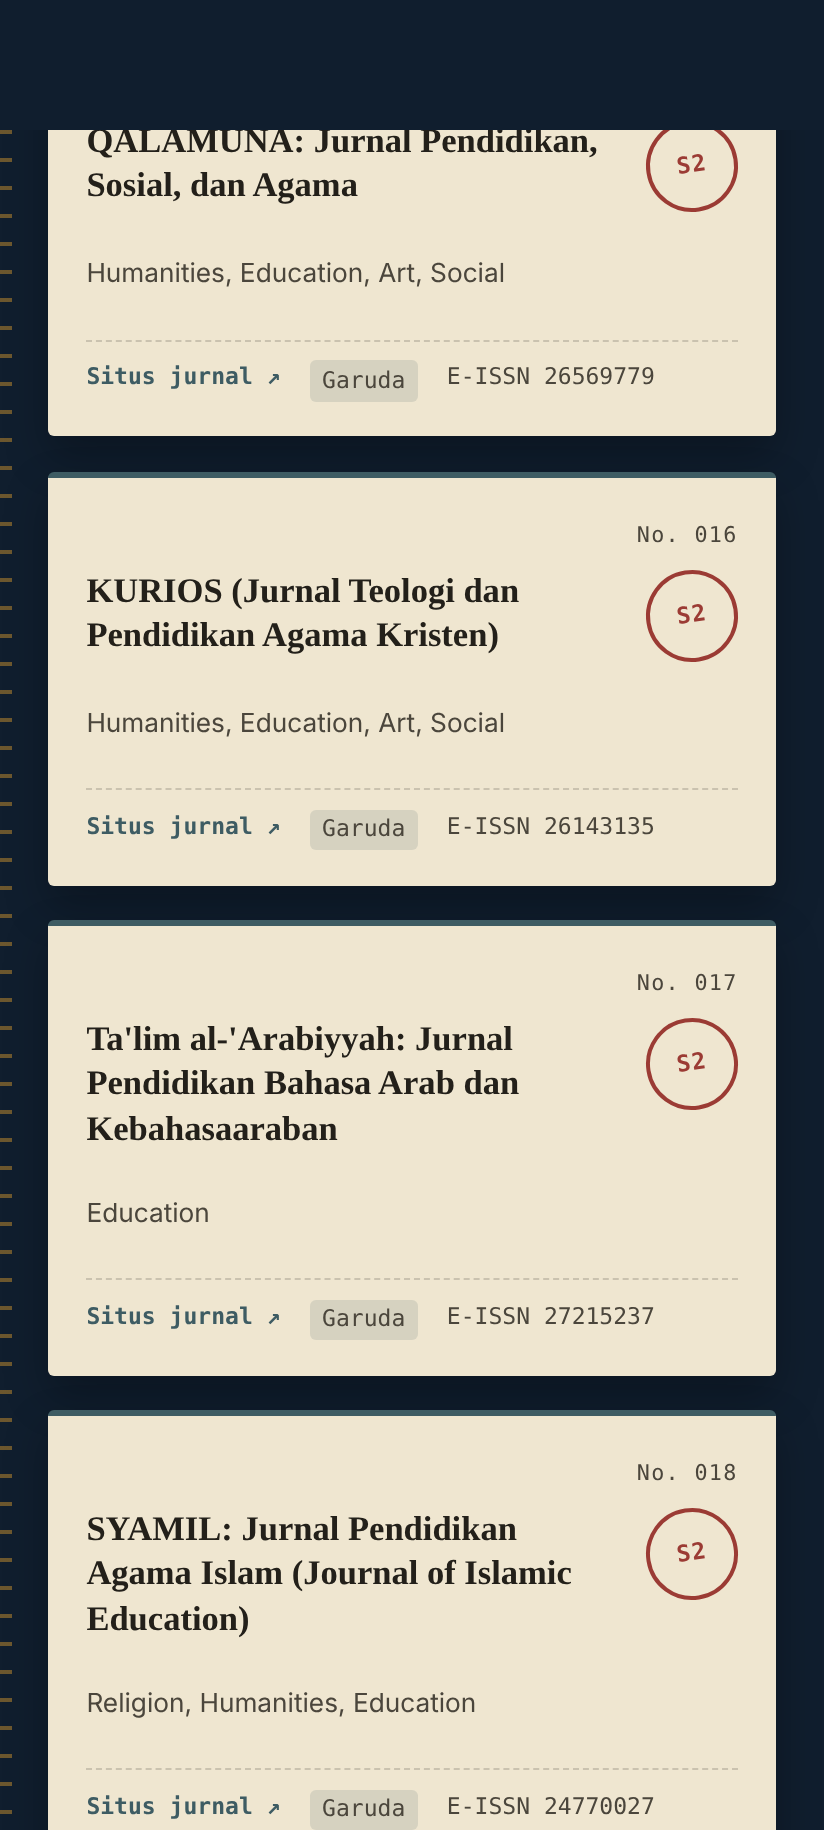 QALAMUNA: Jurnal Pendidikan,
Sosial, dan Agama
S2
Humanities, Education, Art, Social
Situs jurnal ↗ Garuda E-ISSN 26569779
No. 016
KURIOS (Jurnal Teologi dan
Pendidikan Agama Kristen)
S2
Humanities, Education, Art, Social
Situs jurnal ↗ Garuda E-ISSN 26143135
No. 017
Ta'lim al-'Arabiyyah: Jurnal
Pendidikan Bahasa Arab dan
Kebahasaaraban
S2
Education
Situs jurnal ↗ Garuda E-ISSN 27215237
No. 018
SYAMIL: Jurnal Pendidikan
Agama Islam (Journal of Islamic
Education)
S2
Religion, Humanities, Education
Situs jurnal ↗ Garuda E-ISSN 24770027